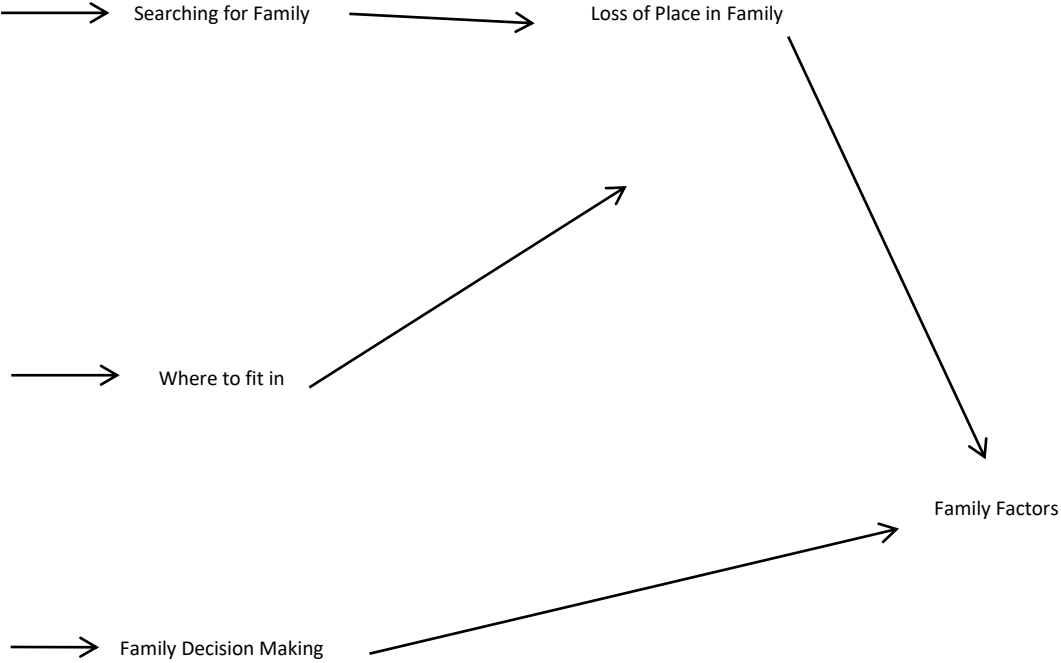 Searching for Family
Loss of Place in Family
Where to fit in
Family Factors
Family Decision Making